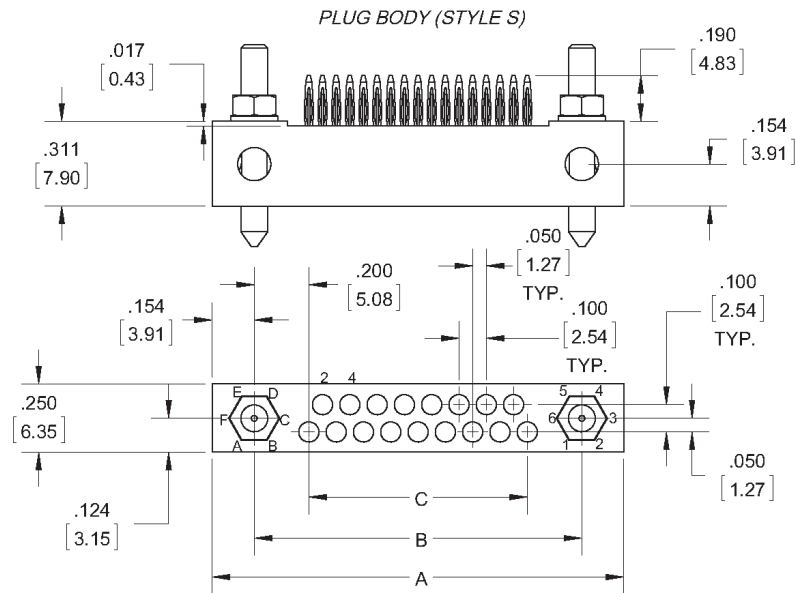 PLUG BODY (STYLE S)
.017
[0.43]
.190
[4.83]
.311
[7.90]
.154
[3.91]
.050
[1.27]
TYP.
.200
[5.08]
.154
[3.91]
.100
[2.54]
TYP.
.100
[2.54]
TYP.
2 4
E D
F C
A B
5 4
6 3
1 2
.250
[6.35]
.050
[1.27]
.124
[3.15]
C
B
A